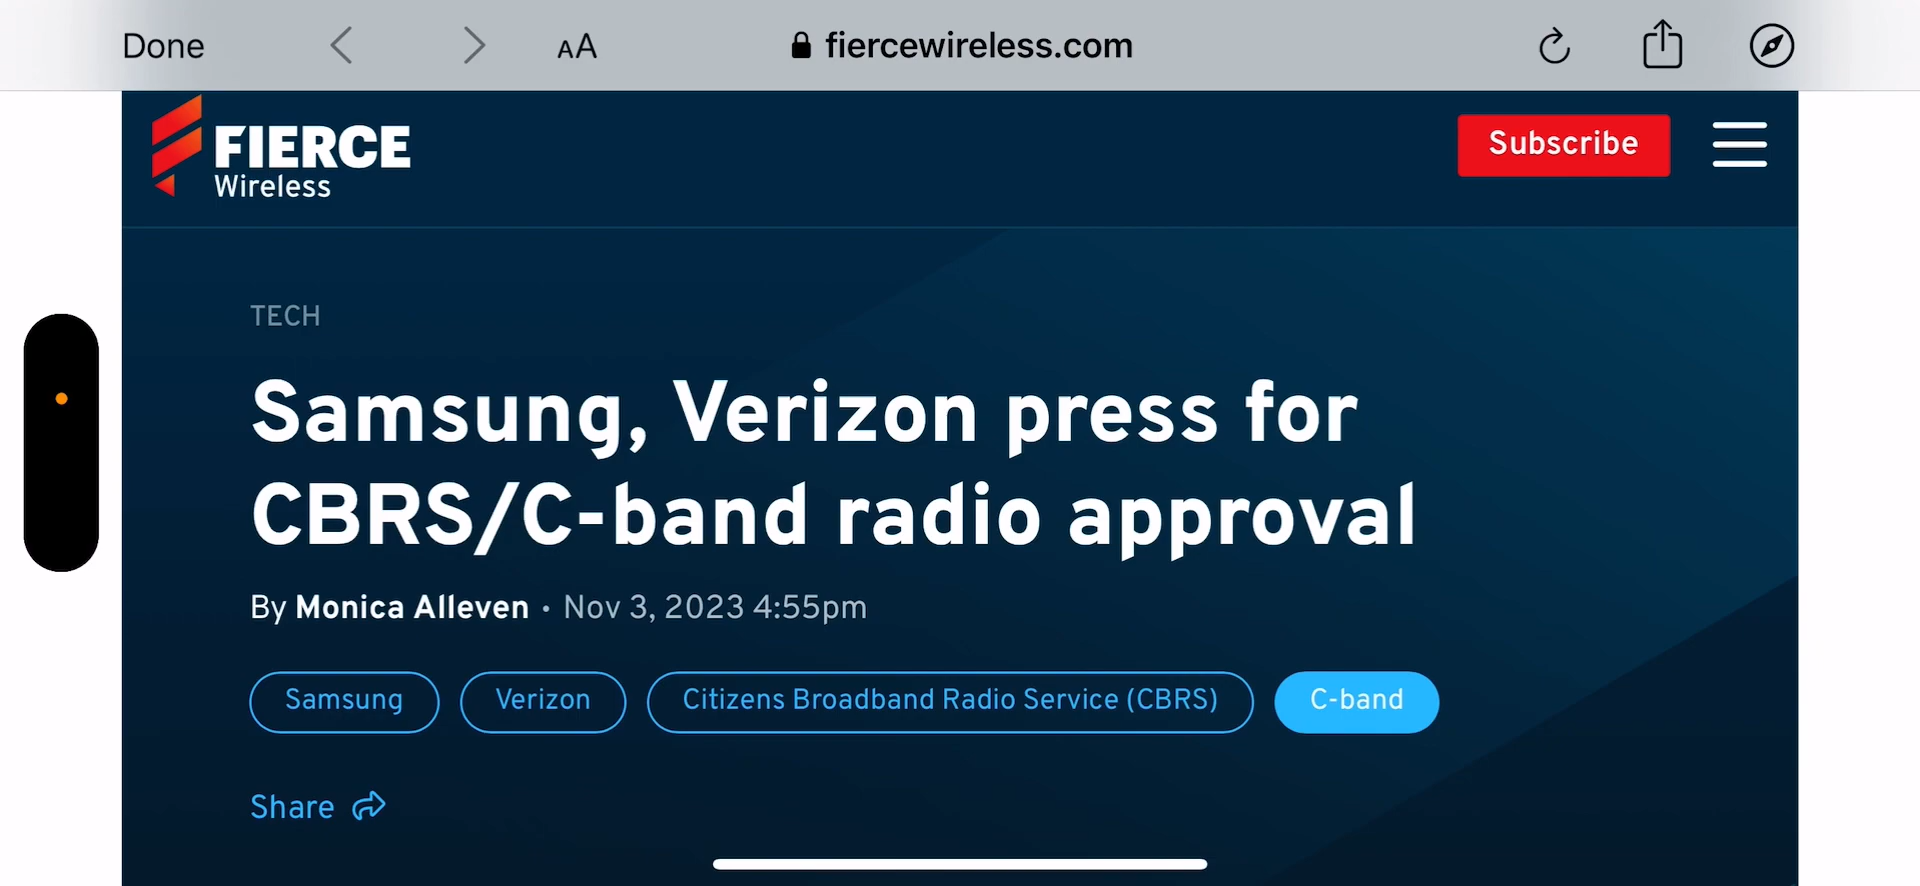 Done AA fiercewireless.com
FIERCE
Wireless
Subscribe
TECH
Samsung, Verizon press for
CBRS/C-band radio approval
By Monica Alleven • Nov 3, 2023 4:55pm
Samsung Verizon Citizens Broadband Radio Service (CBRS) C-band
Share